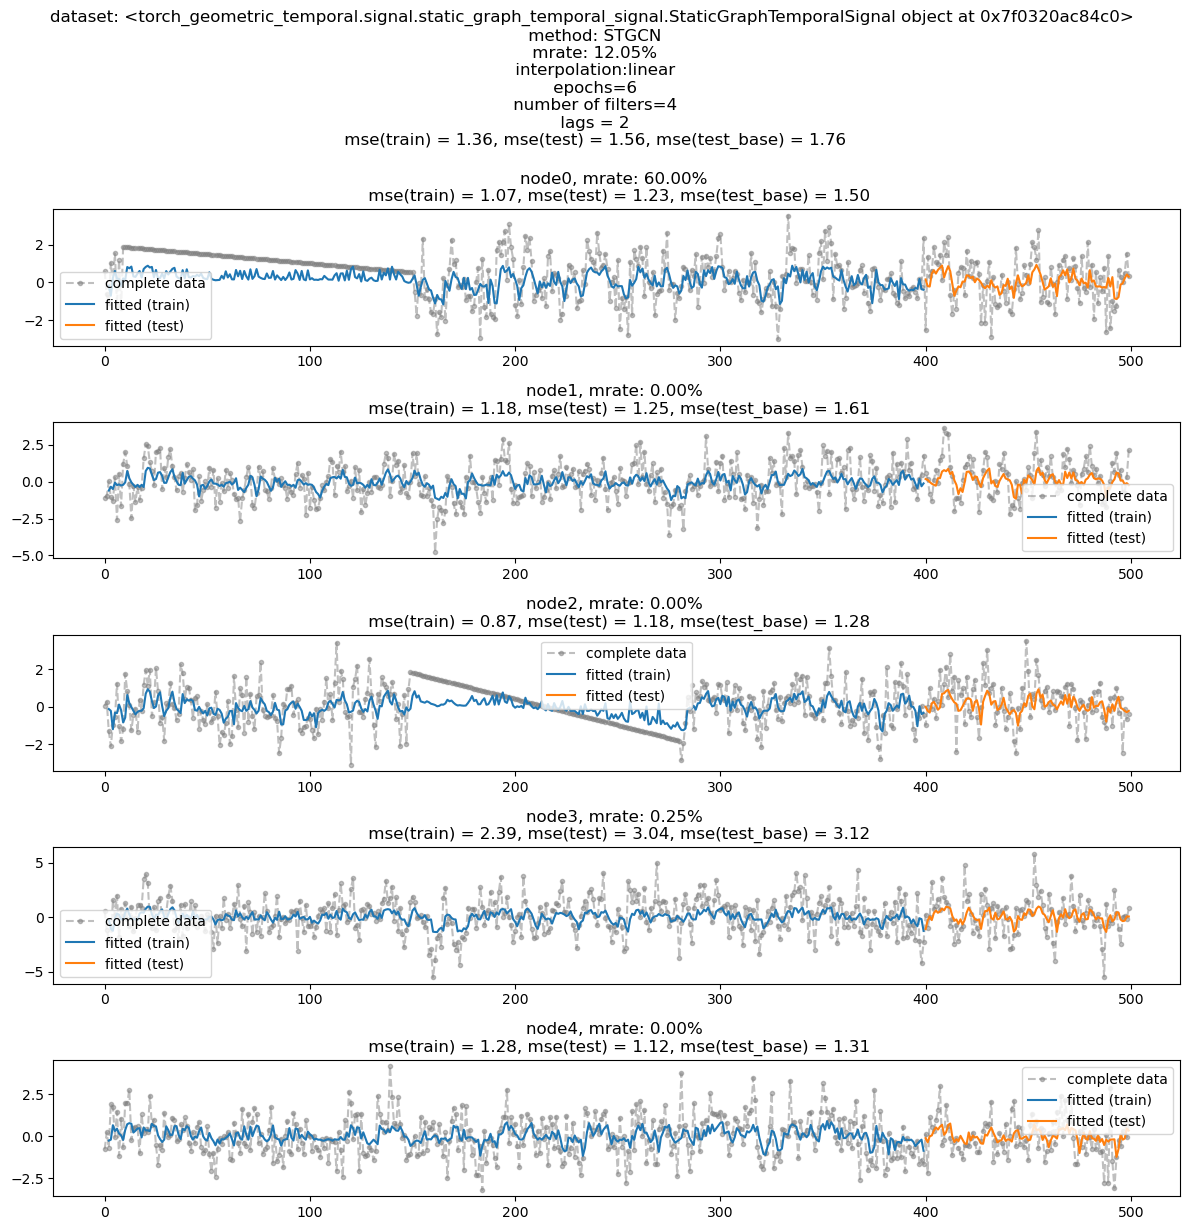 dataset: <torch_geometric_temporal.signal.static_graph_temporal_signal.StaticGraphTemporalSignal object at 0x7f0320ac84c0>
method: STGCN
mrate: 12.05%
interpolation:linear
epochs=6
number of filters=4
lags = 2
mse(train) = 1.36, mse(test) = 1.56, mse(test_base) = 1.76
node0, mrate: 60.00%
mse(train) = 1.07, mse(test) = 1.23, mse(test_base) = 1.50
2
0
−2
complete data
fitted (train)
fitted (test)
0 100 200 300 400 500
node1, mrate: 0.00%
mse(train) = 1.18, mse(test) = 1.25, mse(test_base) = 1.61
2.5
0.0
−2.5
−5.0
complete data
fitted (train)
fitted (test)
0 100 200 300 400 500
node2, mrate: 0.00%
mse(train) = 0.87, mse(test) = 1.18, mse(test_base) = 1.28
2
0
−2
complete data
fitted (train)
fitted (test)
0 100 200 300 400 500
node3, mrate: 0.25%
mse(train) = 2.39, mse(test) = 3.04, mse(test_base) = 3.12
5
0
−5
complete data
fitted (train)
fitted (test)
0 100 200 300 400 500
node4, mrate: 0.00%
mse(train) = 1.28, mse(test) = 1.12, mse(test_base) = 1.31
2.5
0.0
−2.5
complete data
fitted (train)
fitted (test)
0 100 200 300 400 500